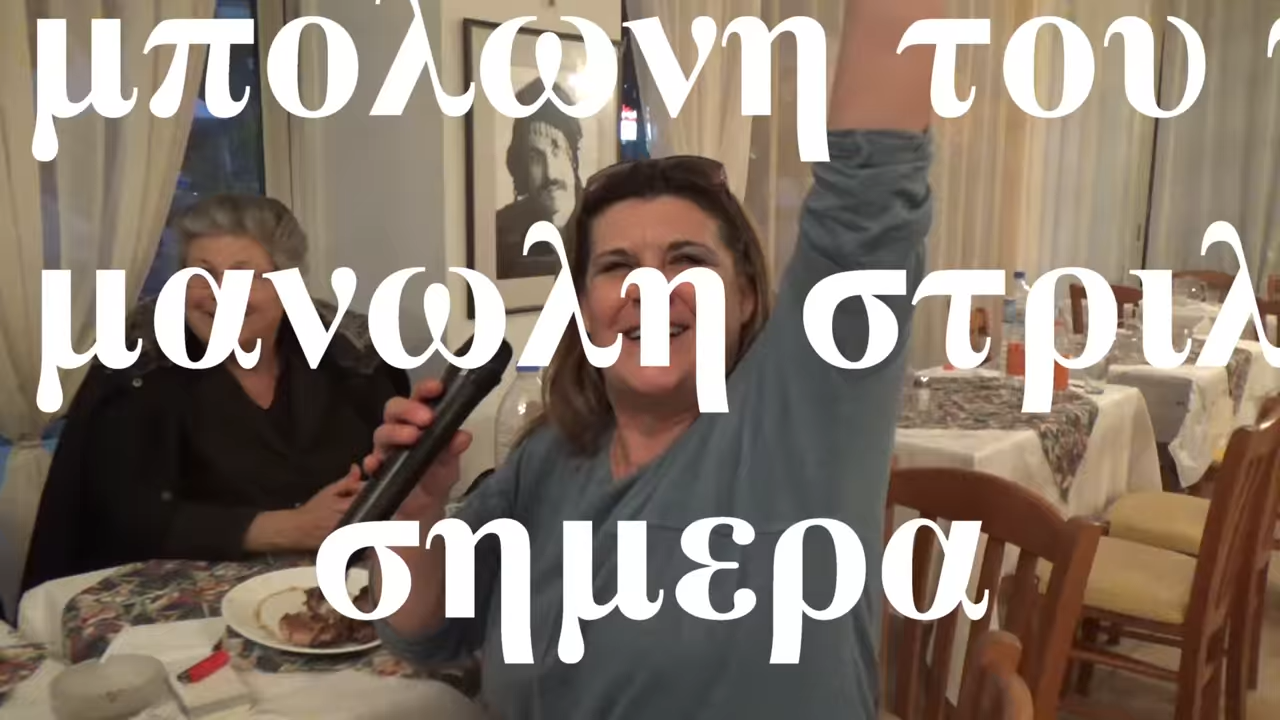 μπολωνη του
μανωλη στριλ
σημερα